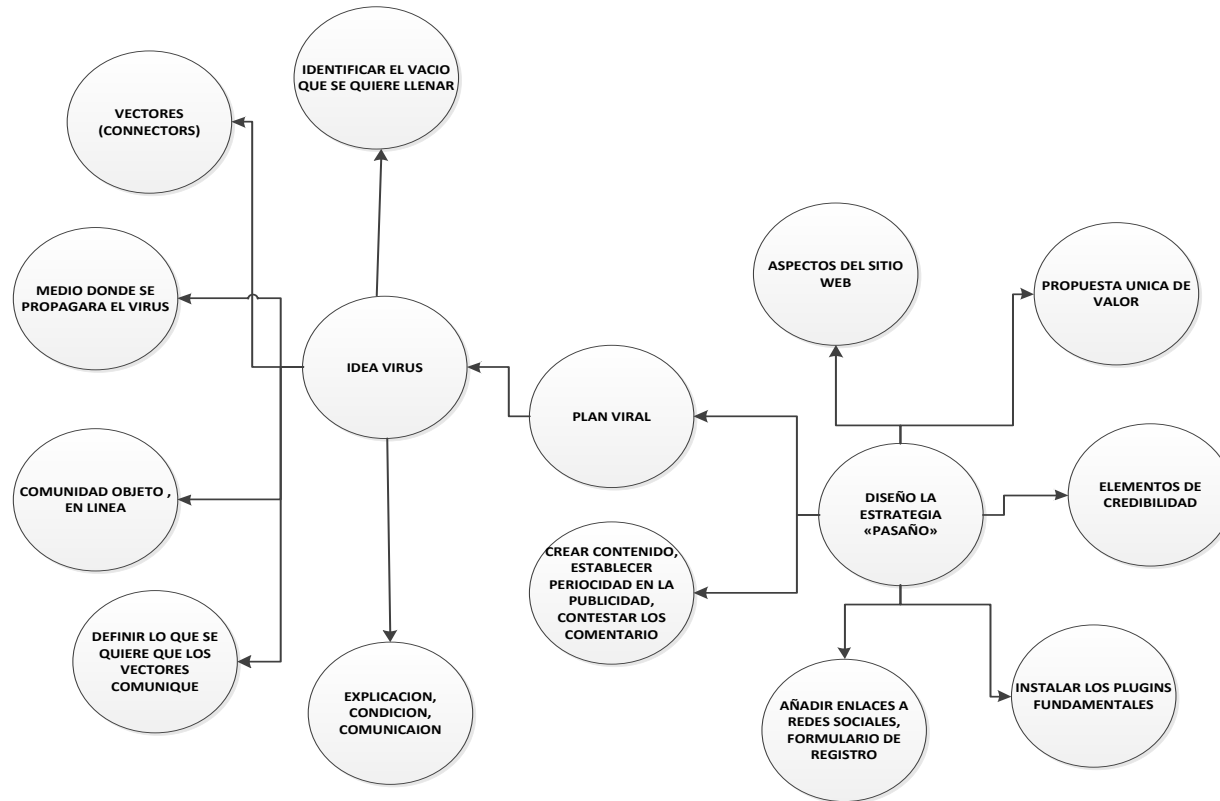 IDENTIFICAR EL VACIO
QUE SE QUIERE LLENAR
VECTORES
(CONNECTORS)
MEDIO DONDE SE
PROPAGARA EL VIRUS
IDEA VIRUS
COMUNIDAD OBJETO ,
EN LINEA
DEFINIR LO QUE SE
QUIERE QUE LOS
VECTORES
COMUNIQUE
EXPLICACION,
CONDICION,
COMUNICAION
PLAN VIRAL
CREAR CONTENIDO,
ESTABLECER
PERIOCIDAD EN LA
PUBLICIDAD,
CONTESTAR LOS
COMENTARIO
ASPECTOS DEL SITIO
WEB
PROPUESTA UNICA DE
VALOR
DISEÑO LA
ESTRATEGIA
«PASAÑO»
ELEMENTOS DE
CREDIBILIDAD
AÑADIR ENLACES A
REDES SOCIALES,
FORMULARIO DE
REGISTRO
INSTALAR LOS PLUGINS
FUNDAMENTALES